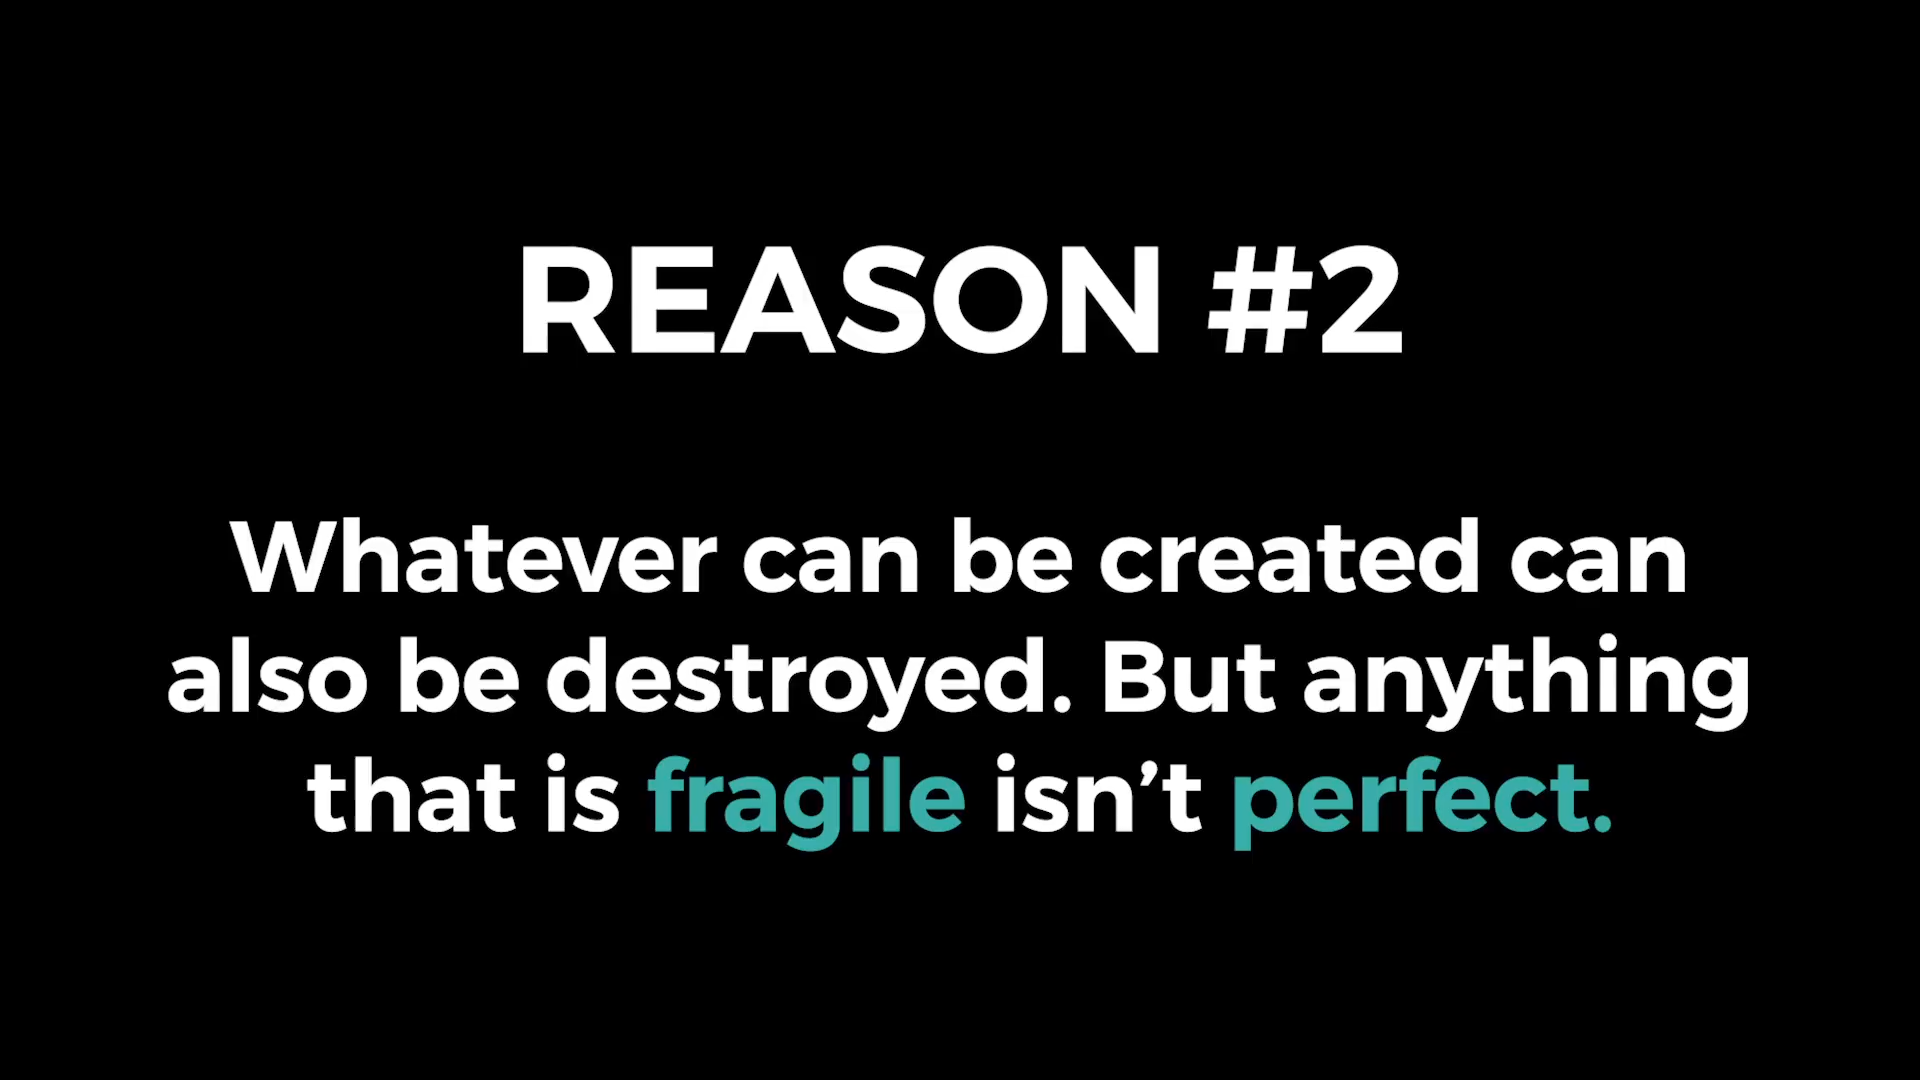 REASON #2
Whatever can be created can
also be destroyed. But anything
that is fragile isn’t perfect.